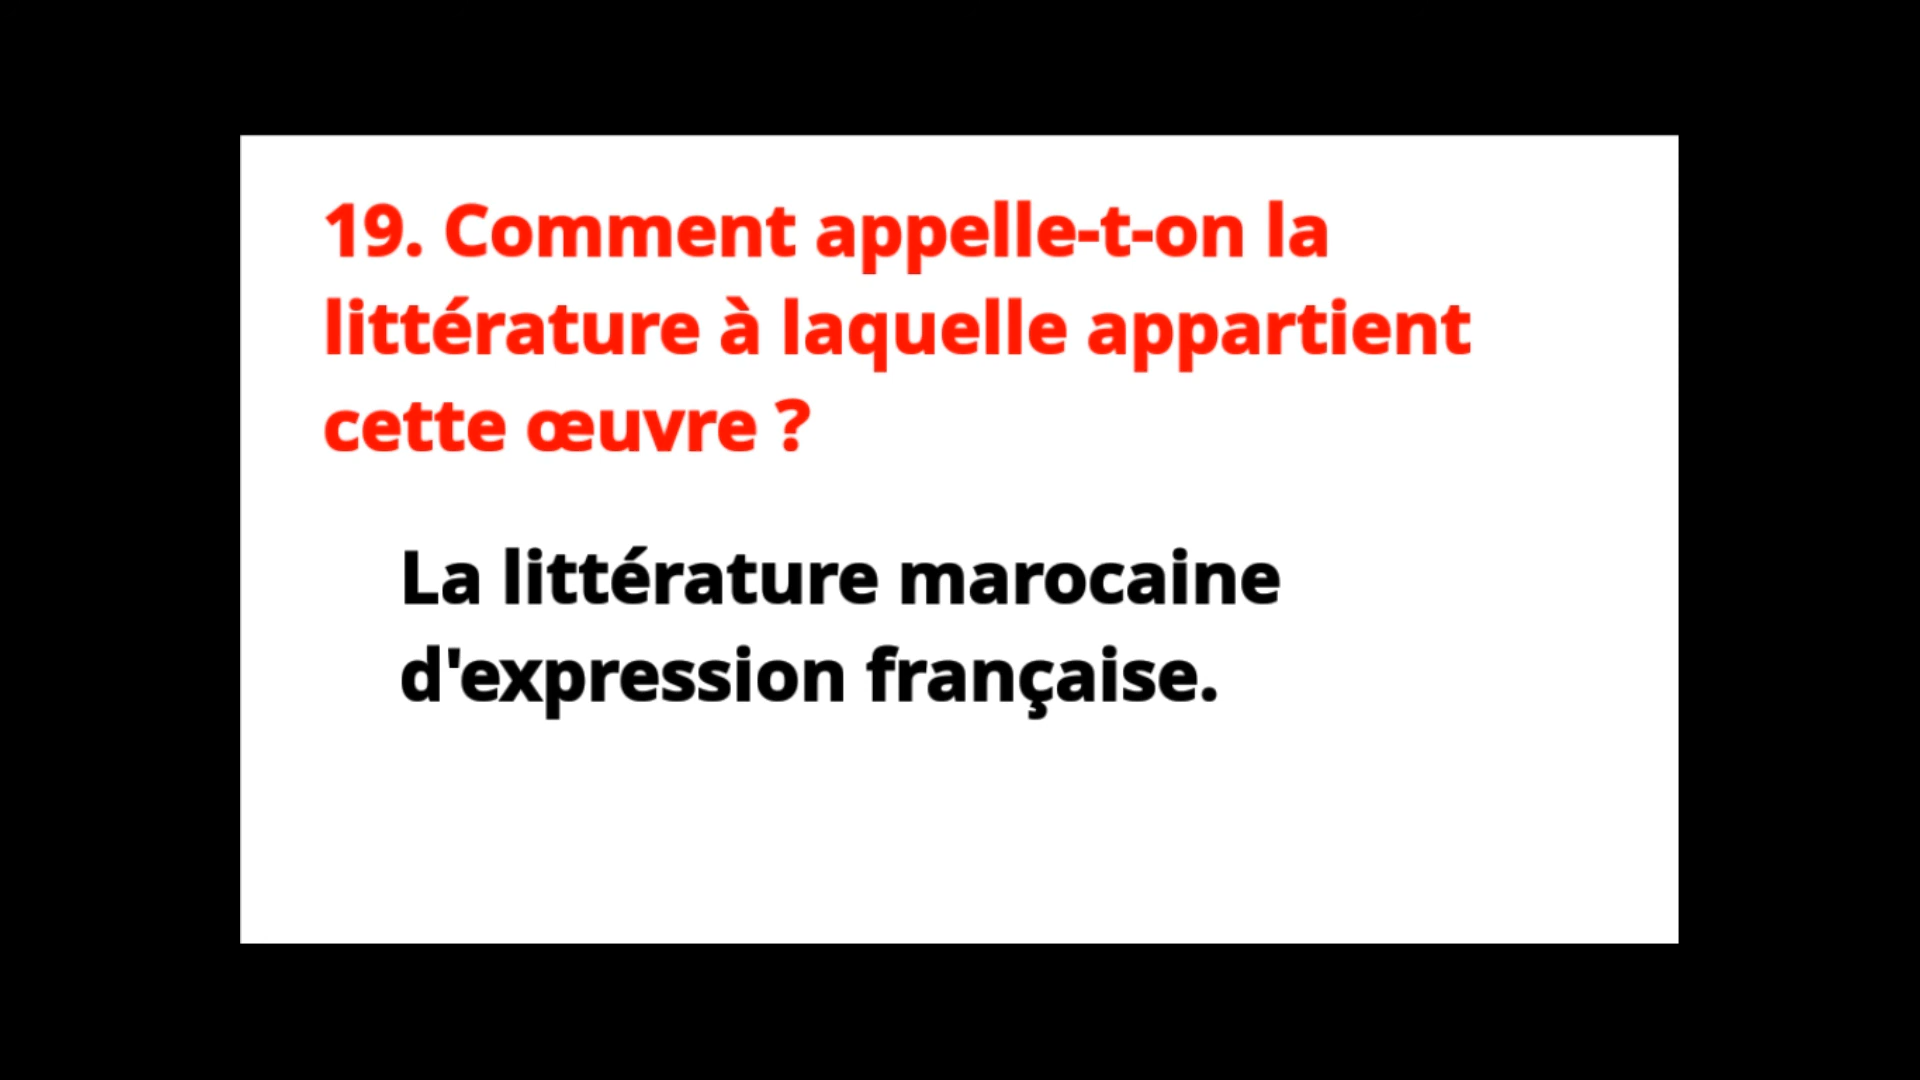 19. Comment appelle-t-on la
littérature à laquelle appartient
cette œuvre ?
La littérature marocaine
d'expression française.